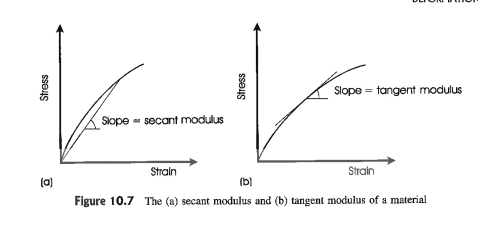 Stress
Slope = secant modulus
Strain
(a)
Stress
Slope = tangent modulus
Strain
(b)
Figure 10.7 The (a) secant modulus and (b) tangent modulus of a material